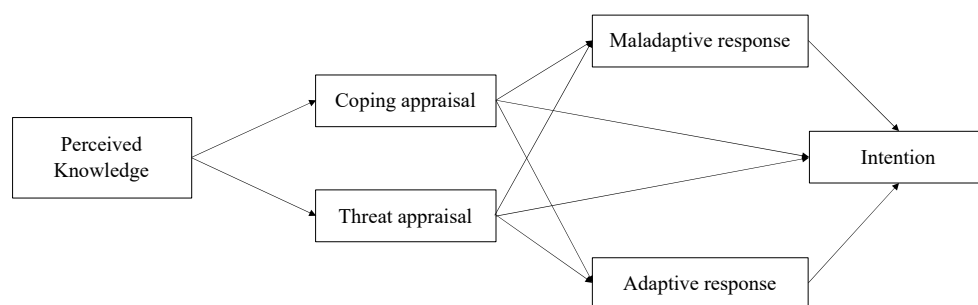 Perceived
Knowledge
Coping appraisal
Threat appraisal
Maladaptive response
Adaptive response
Intention